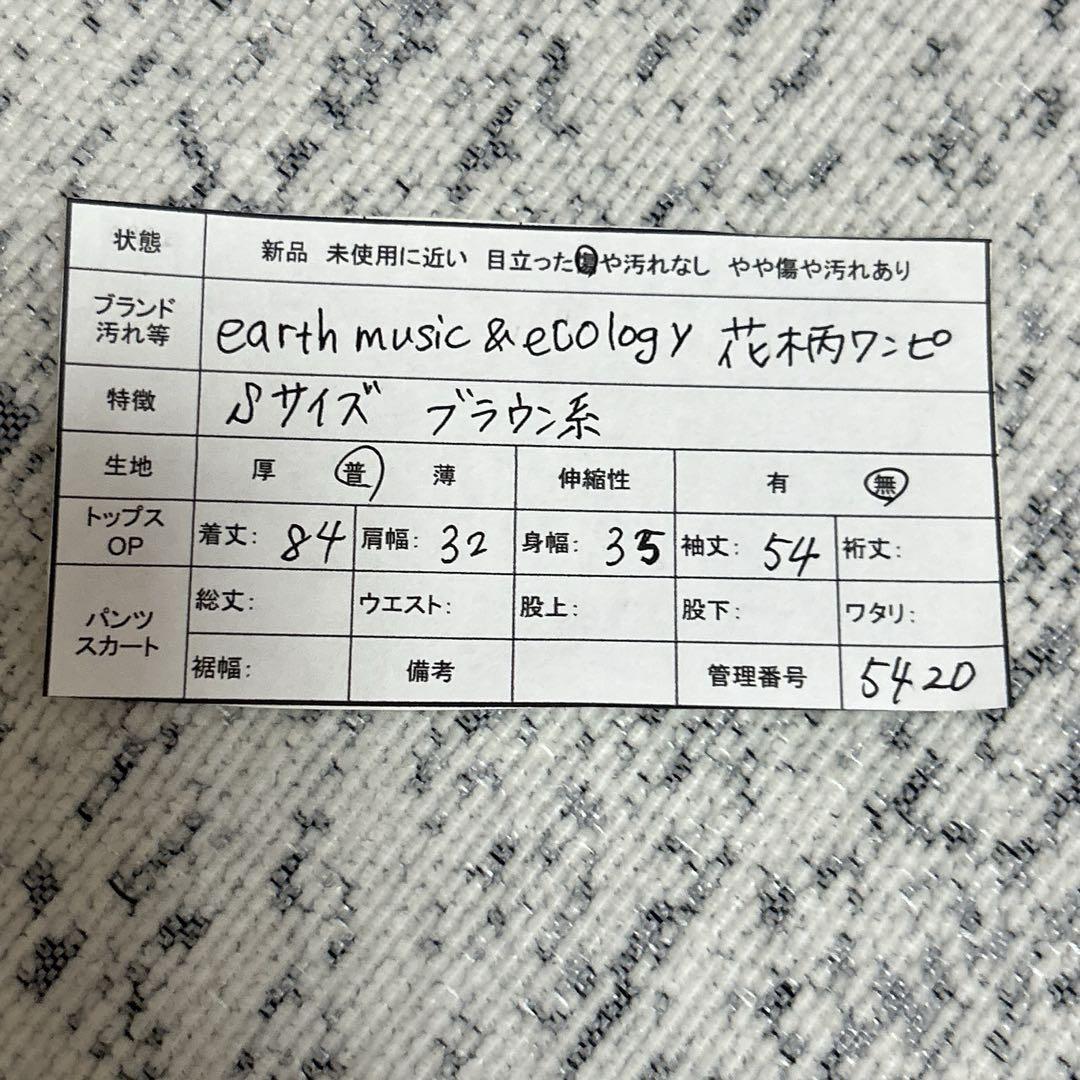 状態 新品 未使用に近い 目立った傷や汚れなし やや傷や汚れあり
ブランド
汚れ等 earth music & ecology 花柄ワンピ
特徴 Sサイズ ブラウン系
生地 厚 普 薄 伸縮性 有 無
トップス
OP 着丈: 84 肩幅: 32 身幅: 35 袖丈: 54 裄丈:
パンツ
スカート 総丈: ウエスト: 股上: 股下: ワタリ:
裾幅: 備考 管理番号 5420